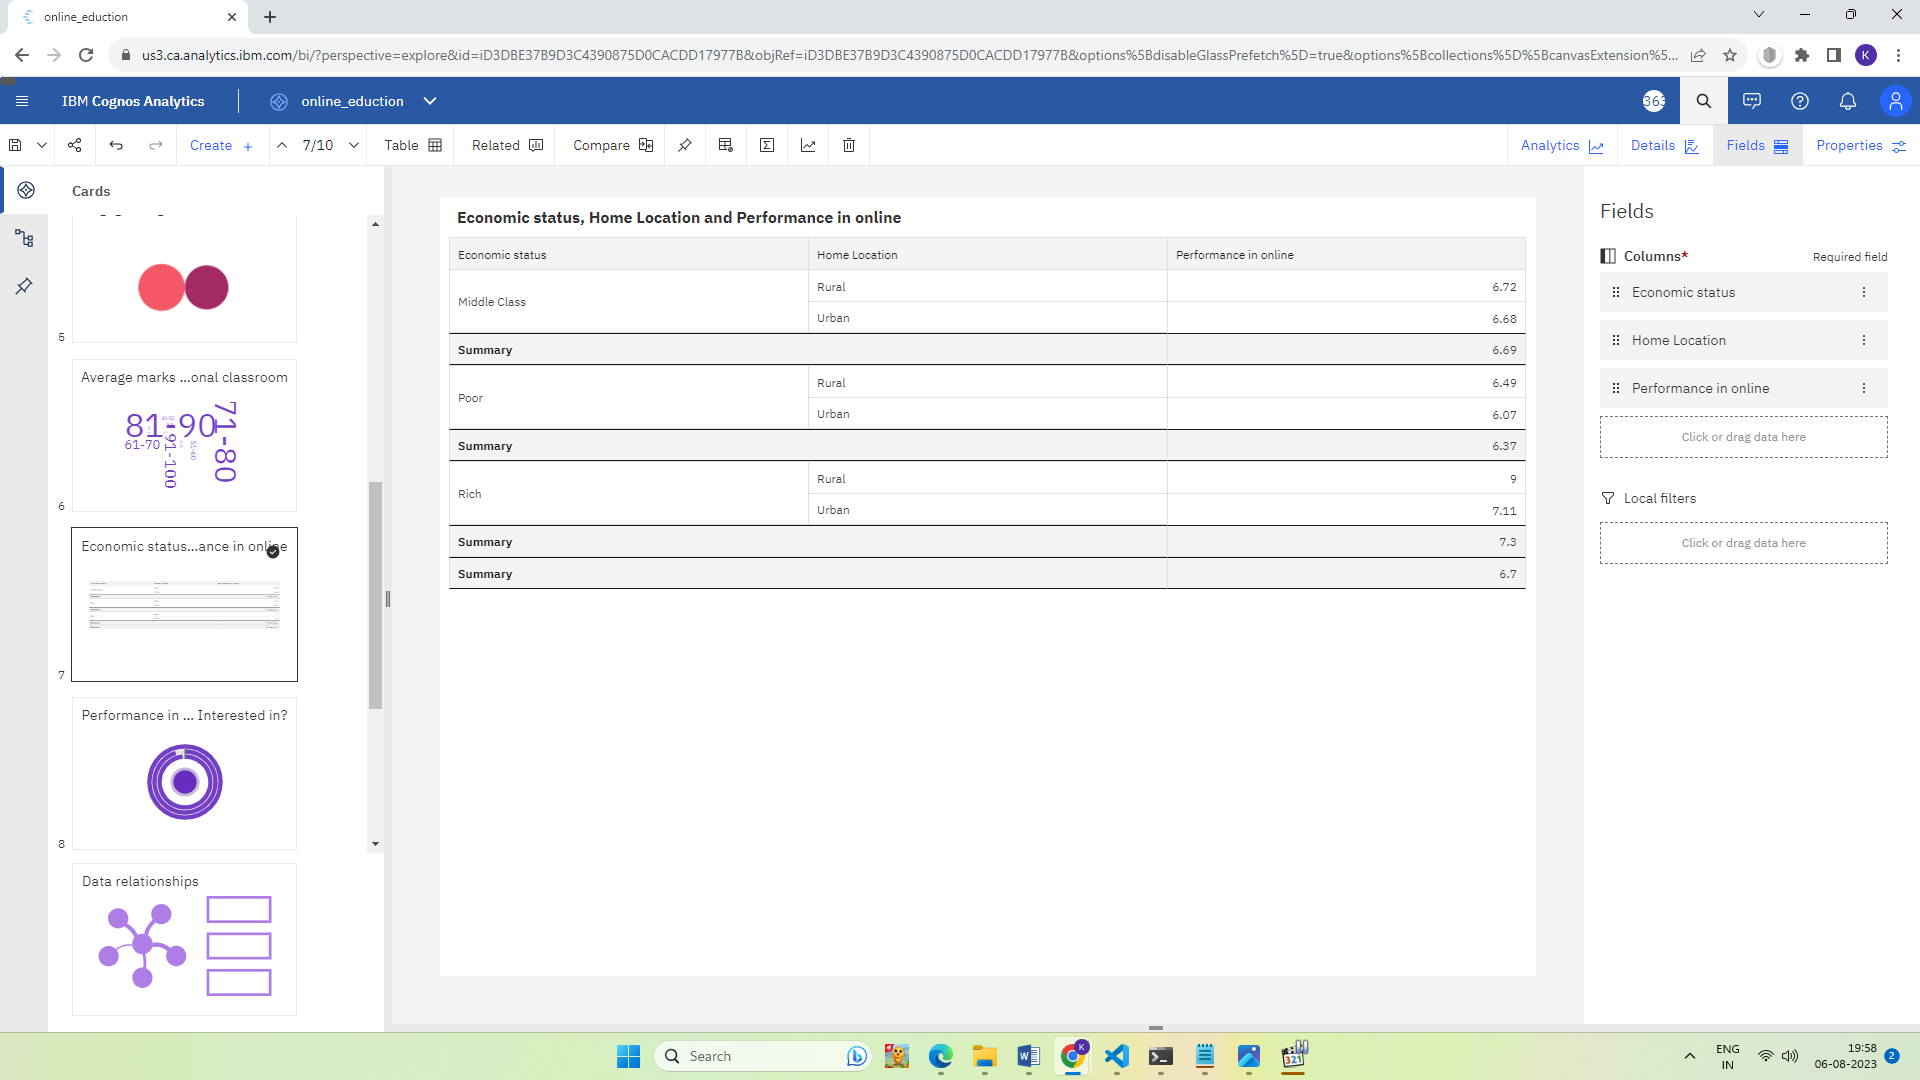 online_eduction
us3.ca.analytics.ibm.com/bi/?perspective=explore&id=iD3DBE37B9D3C4390875D0CACDD17977B&objRef=iD3DBE37B9D3C4390875D0CACDD17977B&options%5BdisableGlassPrefetch%5D=true&options%5Bcollections%5D%5BcanvasExtension%5...
K
IBM Cognos Analytics
online_eduction
363
Create
7/10
Table
Related
Compare
Analytics
Details
Fields
Properties
Cards
5
Average marks ...onal classroom
81-90
71-80
61-70
91-100
51-60
6
Economic status...ance in online
7
Performance in ... Interested in?
8
Data relationships
Economic status, Home Location and Performance in online
Economic status Home Location Performance in online
Middle Class Rural 6.72
Urban 6.68
Summary 6.69
Poor Rural 6.49
Urban 6.07
Summary 6.37
Rich Rural 9
Urban 7.11
Summary 7.3
Summary 6.7
Fields
Columns* Required field
Economic status
Home Location
Performance in online
Click or drag data here
Local filters
Click or drag data here
Search
K
321
ENG
IN
19:58
06-08-2023
2